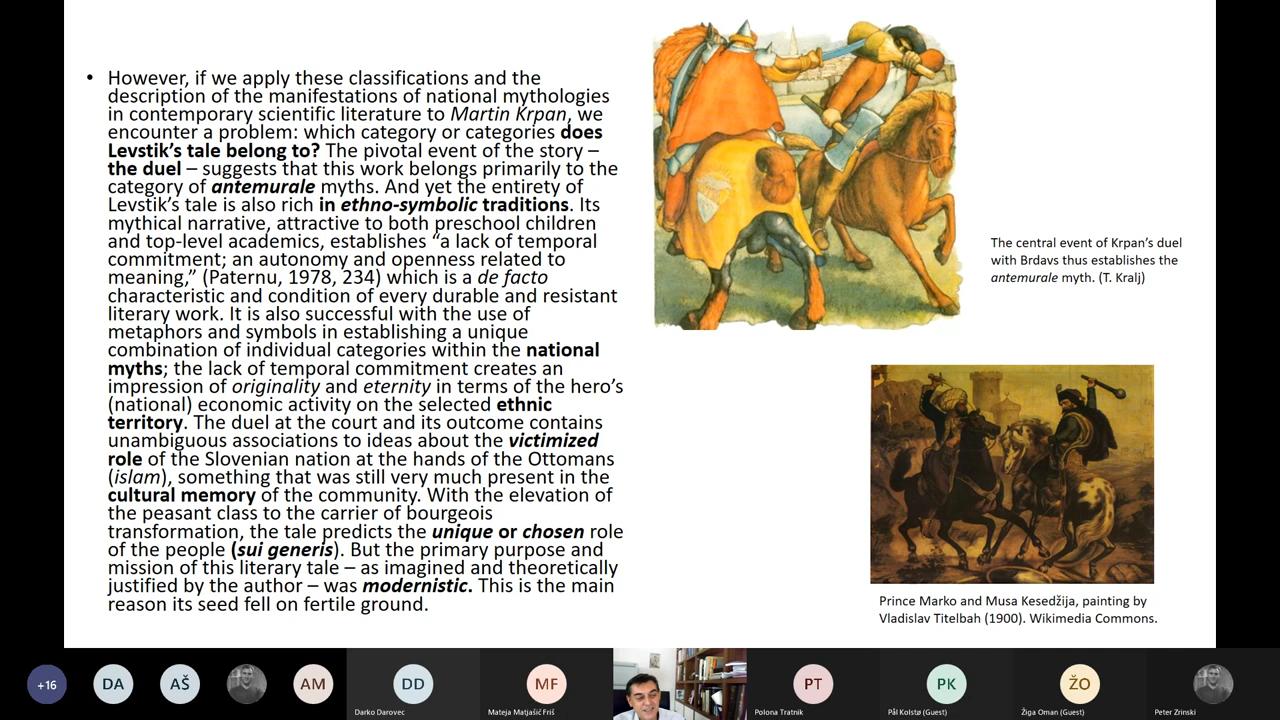 • However, if we apply these classifications and the
description of the manifestations of national mythologies
in contemporary scientific literature to Martin Krpan, we
encounter a problem: which category or categories does
Levstik’s tale belong to? The pivotal event of the story –
the duel – suggests that this work belongs primarily to the
category of antemurale myths. And yet the entirety of
Levstik’s tale is also rich in ethno-symbolic traditions. Its
mythical narrative, attractive to both preschool children
and top-level academics, establishes “a lack of temporal
commitment; an autonomy and openness related to
meaning,” (Paternu, 1978, 234) which is a de facto
characteristic and condition of every durable and resistant
literary work. It is also successful with the use of
metaphors and symbols in establishing a unique
combination of individual categories within the national
myths; the lack of temporal commitment creates an
impression of originality and eternity in terms of the hero’s
(national) economic activity on the selected ethnic
territory. The duel at the court and its outcome contains
unambiguous associations to ideas about the victimized
role of the Slovenian nation at the hands of the Ottomans
(islam), something that was still very much present in the
cultural memory of the community. With the elevation of
the peasant class to the carrier of bourgeois
transformation, the tale predicts the unique or chosen role
of the people (sui generis). But the primary purpose and
mission of this literary tale – as imagined and theoretically
justified by the author – was modernistic. This is the main
reason its seed fell on fertile ground.
The central event of Krpan’s duel
with Brdavs thus establishes the
antemurale myth. (T. Kralj)
Prince Marko and Musa Kesedžija, painting by
Vladislav Titelbah (1900). Wikimedia Commons.
+16
DA
AŠ
AM
DD
MF
PT
PK
ŽO
Darko Darovec
Mateja Matjašič Friš
Polona Tratnik
Pål Kolstø (Guest)
Žiga Oman (Guest)
Peter Zrinski